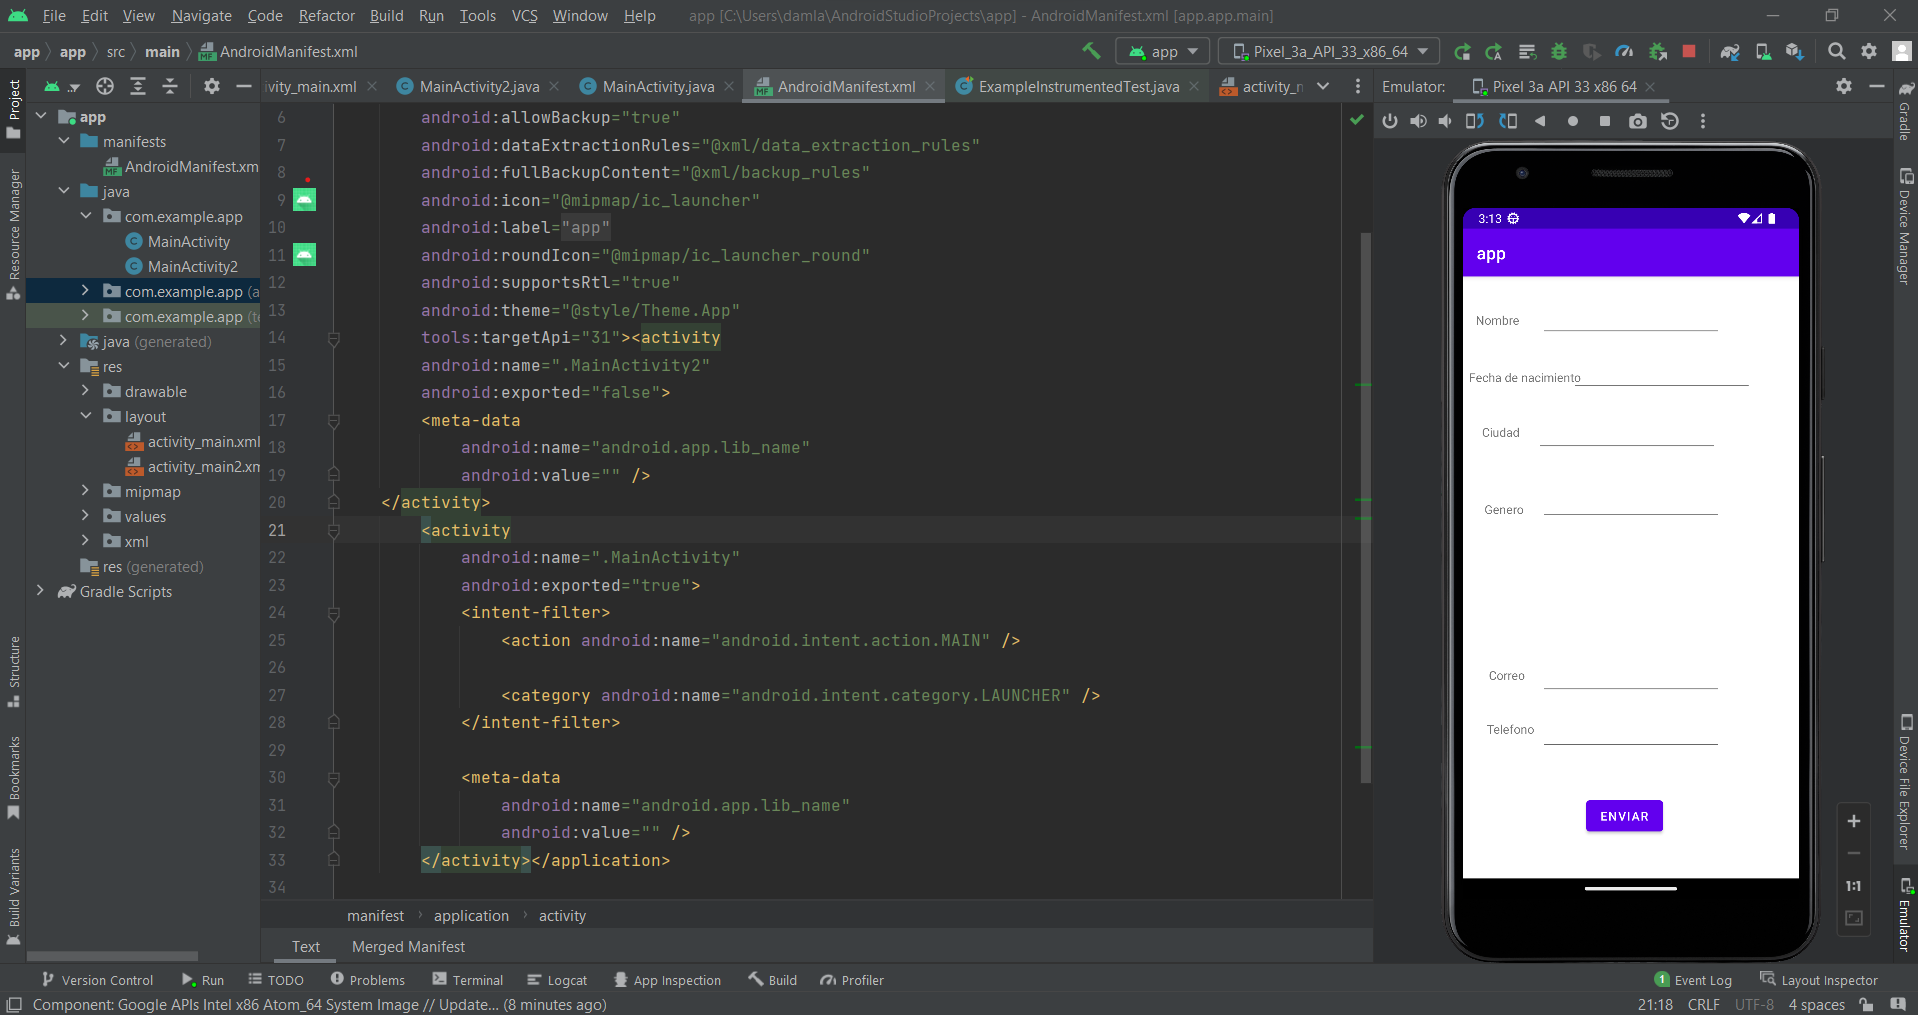 File Edit View Navigate Code Refactor Build Run Tools VCS Window Help app [C:\Users\damla\AndroidStudioProjects\app] - AndroidManifest.xml [app.app.main]
app app src main AndroidManifest.xml app Pixel_3a_API_33_x86_64
ivity_main.xml MainActivity2.java MainActivity.java AndroidManifest.xml ExampleInstrumentedTest.java activity_
Emulator: Pixel 3a API 33 x86 64
Project
Resource Manager
Structure
Bookmarks
Build Variants
app
manifests
AndroidManifest.xm
java
com.example.app
MainActivity
MainActivity2
com.example.app (a
com.example.app (te
java (generated)
res
drawable
layout
activity_main.xml
activity_main2.xm
mipmap
values
xml
res (generated)
Gradle Scripts
6 android:allowBackup="true"
7 android:dataExtractionRules="@xml/data_extraction_rules"
8 android:fullBackupContent="@xml/backup_rules"
9 android:icon="@mipmap/ic_launcher"
10 android:label="app"
11 android:roundIcon="@mipmap/ic_launcher_round"
12 android:supportsRtl="true"
13 android:theme="@style/Theme.App"
14 tools:targetApi="31"><activity
15 android:name=".MainActivity2"
16 android:exported="false">
17 <meta-data
18 android:name="android.app.lib_name"
19 android:value="" />
20 </activity>
21 <activity
22 android:name=".MainActivity"
23 android:exported="true">
24 <intent-filter>
25 <action android:name="android.intent.action.MAIN" />
26
27 <category android:name="android.intent.category.LAUNCHER" />
28 </intent-filter>
29
30 <meta-data
31 android:name="android.app.lib_name"
32 android:value="" />
33 </activity></application>
34
manifest application activity
Text Merged Manifest
3:13
app
Nombre
Fecha de nacimiento
Ciudad
Genero
Correo
Telefono
ENVIAR
1:1
Gradle
Device Manager
Device File Explorer
Emulator
Version Control Run TODO Problems Terminal Logcat App Inspection Build Profiler 1 Event Log Layout Inspector
Component: Google APIs Intel x86 Atom_64 System Image // Update... (8 minutes ago) 21:18 CRLF UTF-8 4 spaces